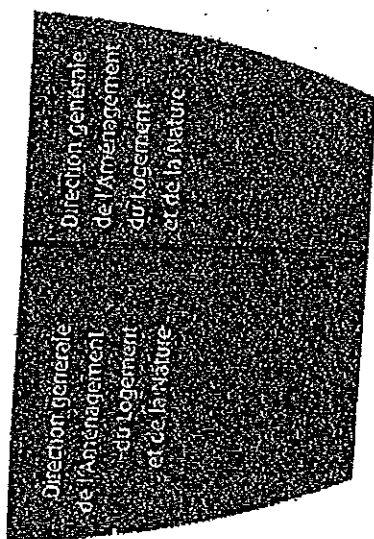 Direction générale
de l'Aménagement
du Logement
et de la Nature
Direction générale
de l'Aménagement
du Logement
et de la Nature